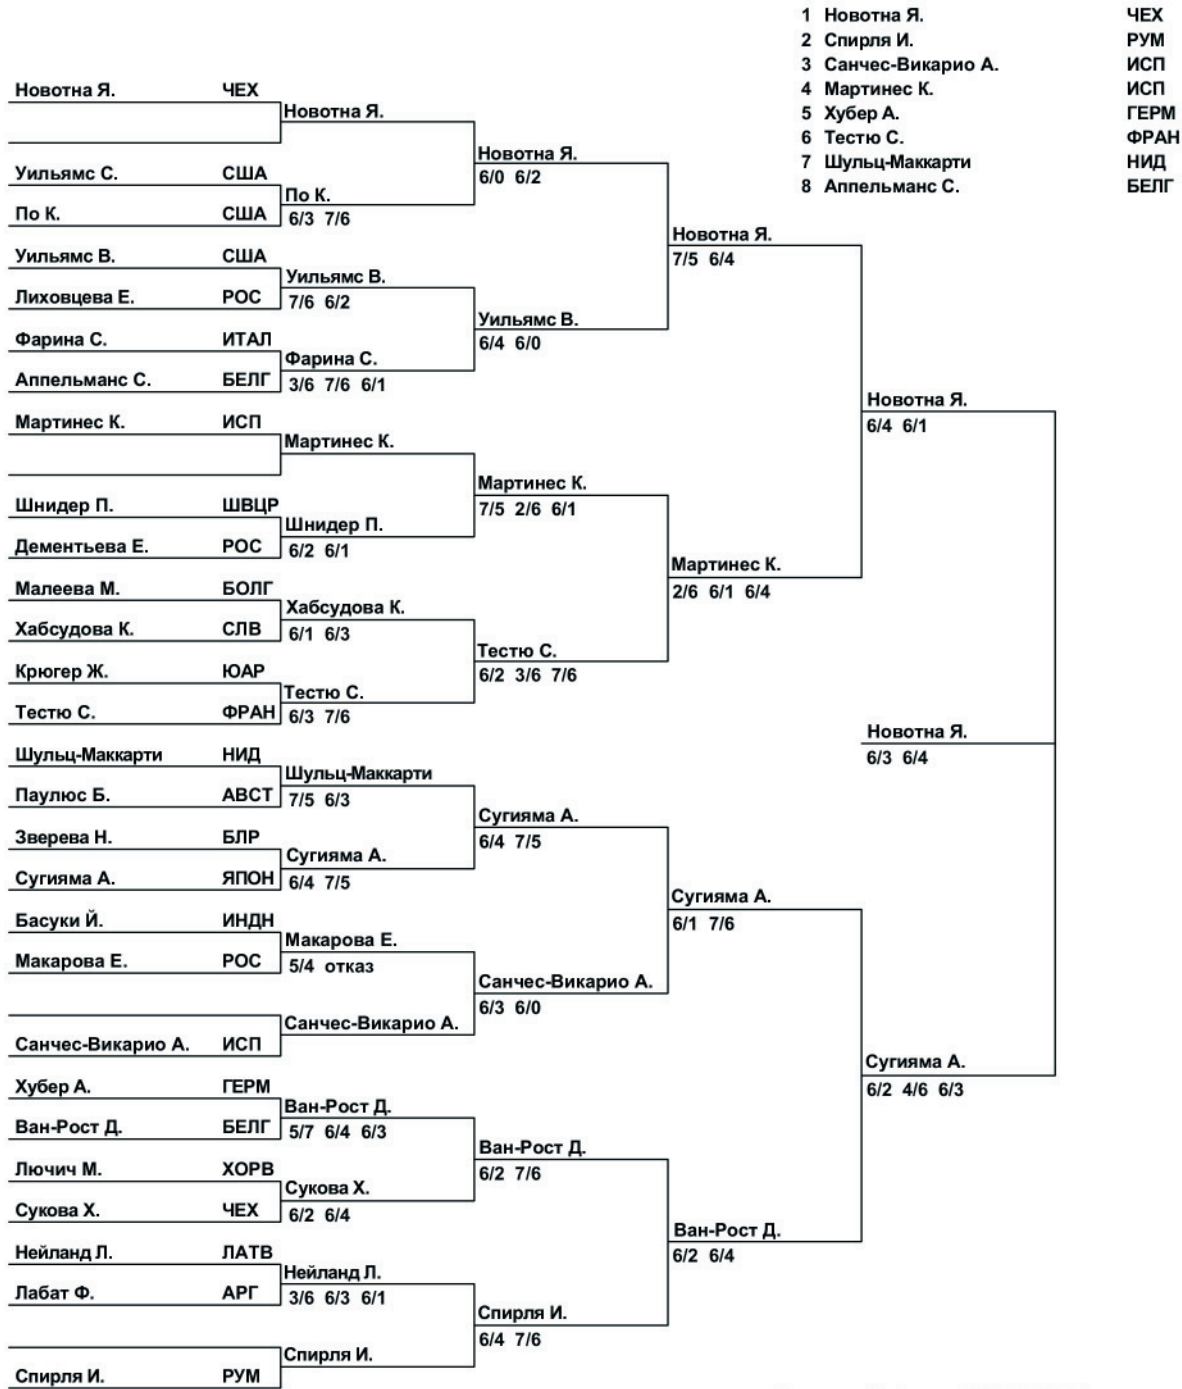 1 Новотна Я. ЧЕХ
2 Спирля И. РУМ
3 Санчес-Викарио А. ИСП
4 Мартинес К. ИСП
5 Хубер А. ГЕРМ
6 Тестю С. ФРАН
7 Шульц-Маккарти НИД
8 Аппельманс С. БЕЛГ
Новотна Я. ЧЕХ
Уильямс С. США
По К. США
Уильямс В. США
Лиховцева Е. РОС
Фарина С. ИТАЛ
Аппельманс С. БЕЛГ
Мартинес К. ИСП
Шнидер П. ШВЦР
Дементьева Е. РОС
Малеева М. БОЛГ
Хабсудова К. СЛВ
Крюгер Ж. ЮАР
Тестю С. ФРАН
Шульц-Маккарти НИД
Паулюс Б. АВСТ
Зверева Н. БЛР
Сугияма А. ЯПОН
Басуки Й. ИНДН
Макарова Е. РОС
Санчес-Викарио А. ИСП
Хубер А. ГЕРМ
Ван-Рост Д. БЕЛГ
Лючич М. ХОРВ
Сукова Х. ЧЕХ
Нейланд Л. ЛАТВ
Лабат Ф. АРГ
Спирля И. РУМ
Новотна Я.
По К.
6/3 7/6
Уильямс В.
7/6 6/2
Фарина С.
3/6 7/6 6/1
Мартинес К.
Шнидер П.
6/2 6/1
Хабсудова К.
6/1 6/3
Тестю С.
6/3 7/6
Шульц-Маккарти
7/5 6/3
Сугияма А.
6/4 7/5
Макарова Е.
5/4 отказ
Санчес-Викарио А.
Ван-Рост Д.
5/7 6/4 6/3
Сукова Х.
6/2 6/4
Нейланд Л.
3/6 6/3 6/1
Спирля И.
Новотна Я.
6/0 6/2
Уильямс В.
6/4 6/0
Мартинес К.
7/5 2/6 6/1
Тестю С.
6/2 3/6 7/6
Сугияма А.
6/4 7/5
Санчес-Викарио А.
6/3 6/0
Ван-Рост Д.
6/2 7/6
Спирля И.
6/4 7/6
Новотна Я.
7/5 6/4
Мартинес К.
2/6 6/1 6/4
Сугияма А.
6/1 7/6
Ван-Рост Д.
6/2 6/4
Новотна Я.
6/4 6/1
Сугияма А.
6/2 4/6 6/3
Новотна Я.
6/3 6/4